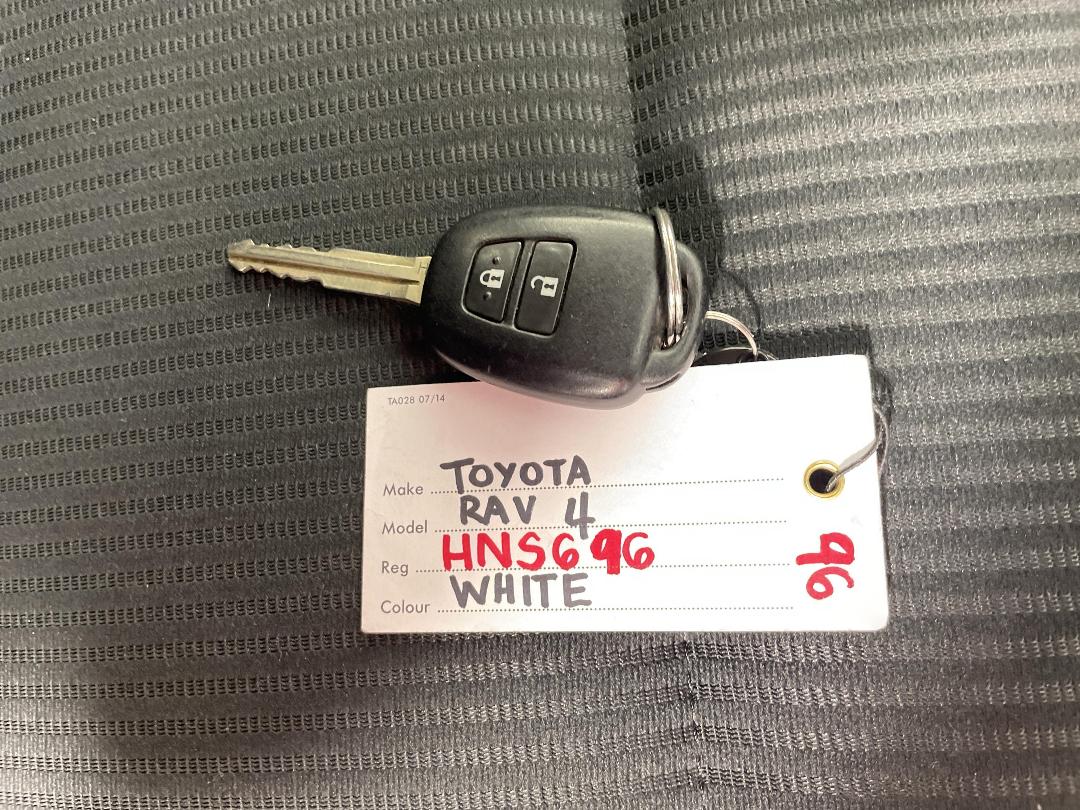 TA028 07/14
Make TOYOTA
Model RAV 4
Reg HNS696
Colour WHITE
96